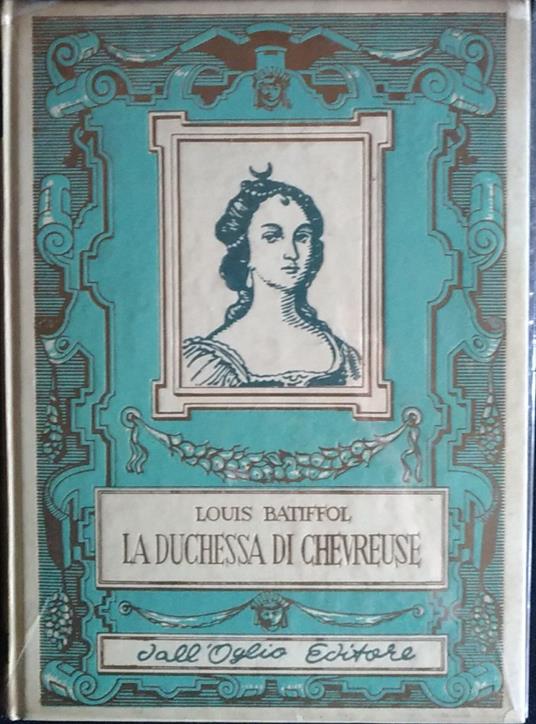 LOUIS BATIFFOL
LA DUCHESSA DI CHEVREUSE
dall'Oglio Editore